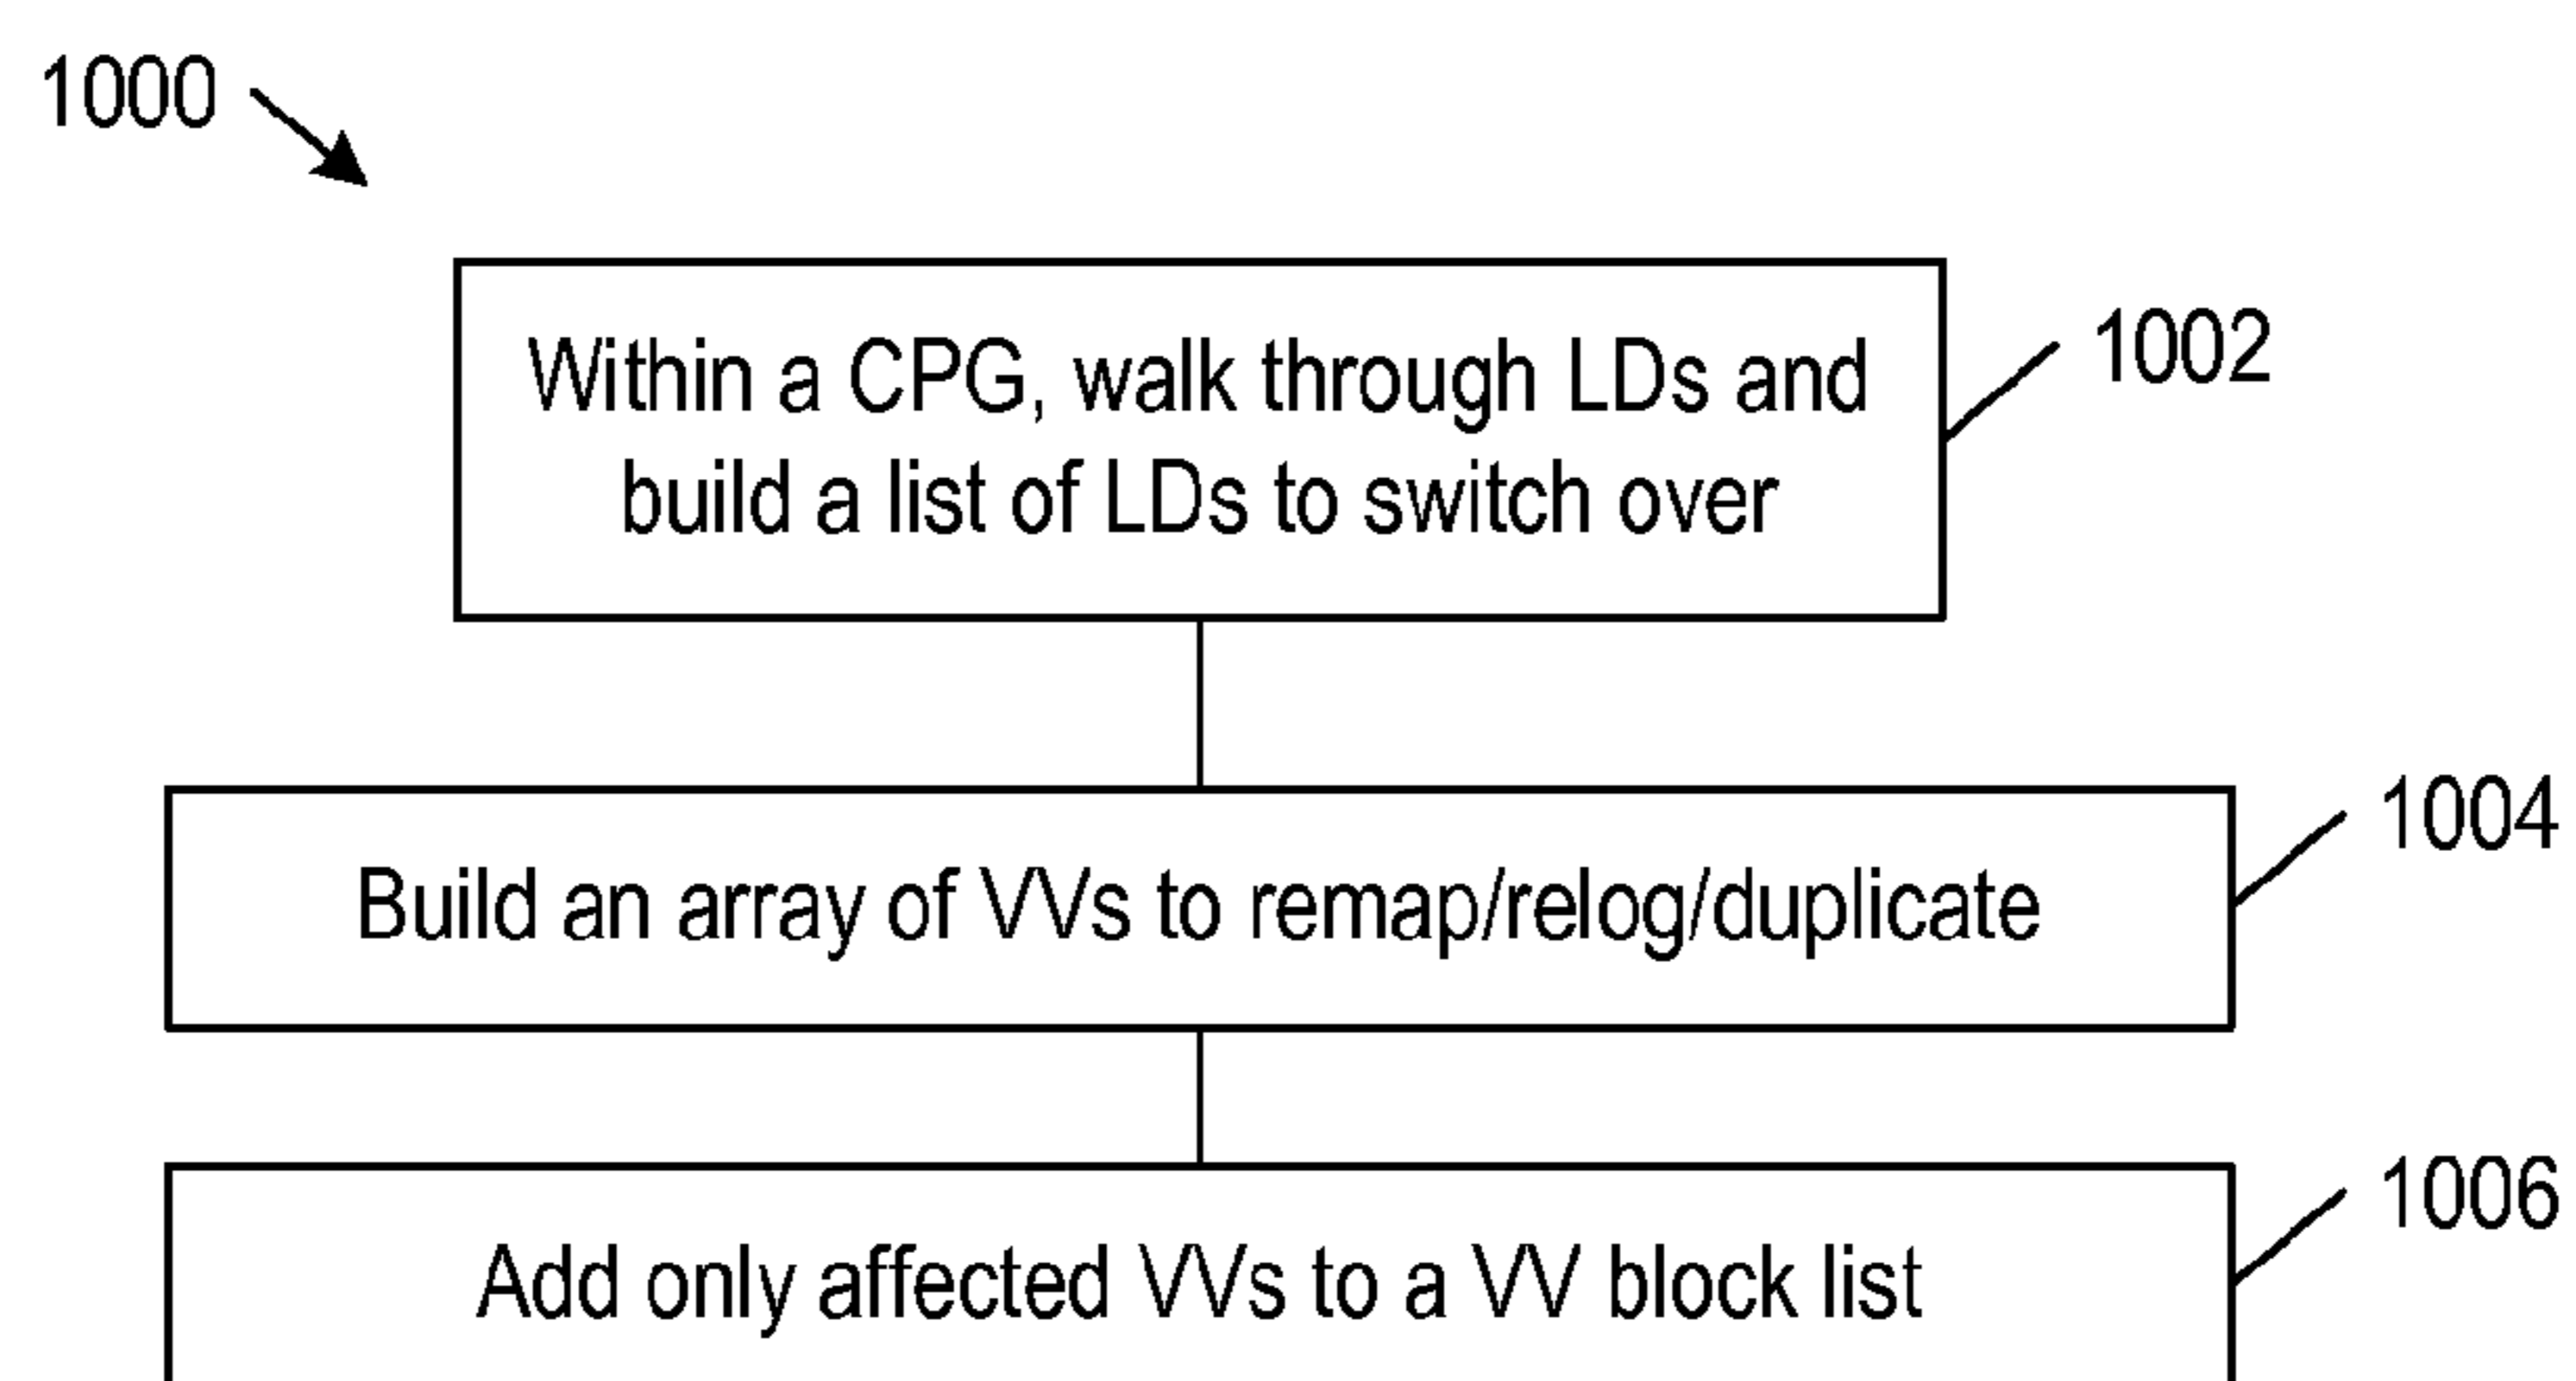 1000
Within a CPG, walk through LDs and
build a list of LDs to switch over
1002
Build an array of VVs to remap/relog/duplicate
1004
Add only affected VVs to a VV block list
1006